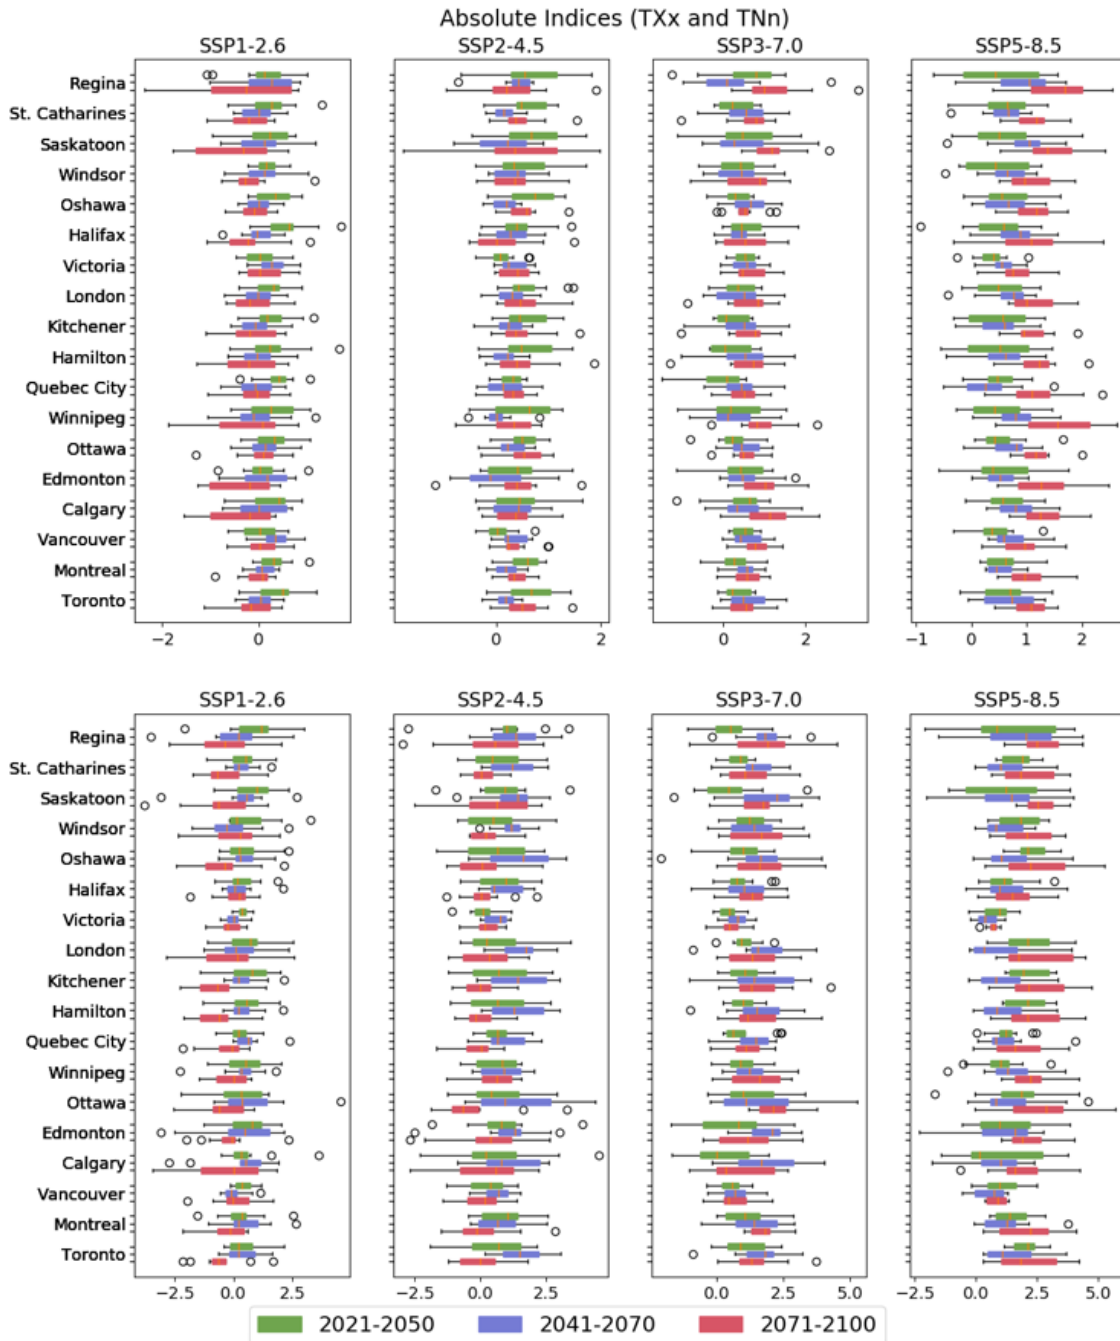 Absolute Indices (TXx and TNn)
SSP1-2.6 SSP2-4.5 SSP3-7.0 SSP5-8.5
Regina
St. Catharines
Saskatoon
Windsor
Oshawa
Halifax
Victoria
London
Kitchener
Hamilton
Quebec City
Winnipeg
Ottawa
Edmonton
Calgary
Vancouver
Montreal
Toronto
−2 0 0 2 0 2 −1 0 1 2
SSP1-2.6 SSP2-4.5 SSP3-7.0 SSP5-8.5
Regina
St. Catharines
Saskatoon
Windsor
Oshawa
Halifax
Victoria
London
Kitchener
Hamilton
Quebec City
Winnipeg
Ottawa
Edmonton
Calgary
Vancouver
Montreal
Toronto
−2.5 0.0 2.5 0.0 2.5 0.0 2.5 5.0 −2.5 0.0 2.5 5.0
2021-2050 2041-2070 2071-2100